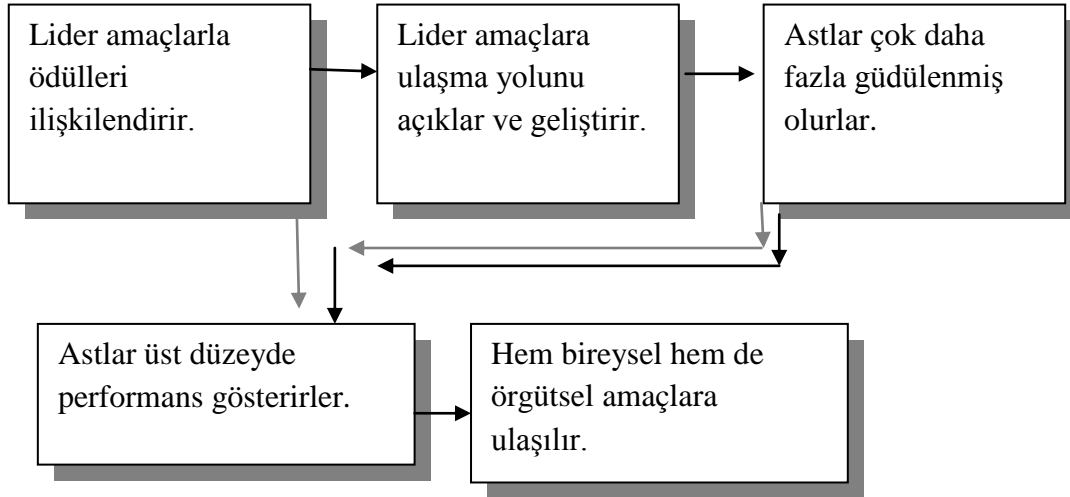 Lider amaçlarla
ödülleri
ilişkilendirir.
Lider amaçlara
ulaşma yolunu
açıklar ve geliştirir.
Astlar çok daha
fazla güdülenmiş
olurlar.
Astlar üst düzeyde
performans gösterirler.
Hem bireysel hem de
örgütsel amaçlara
ulaşılır.